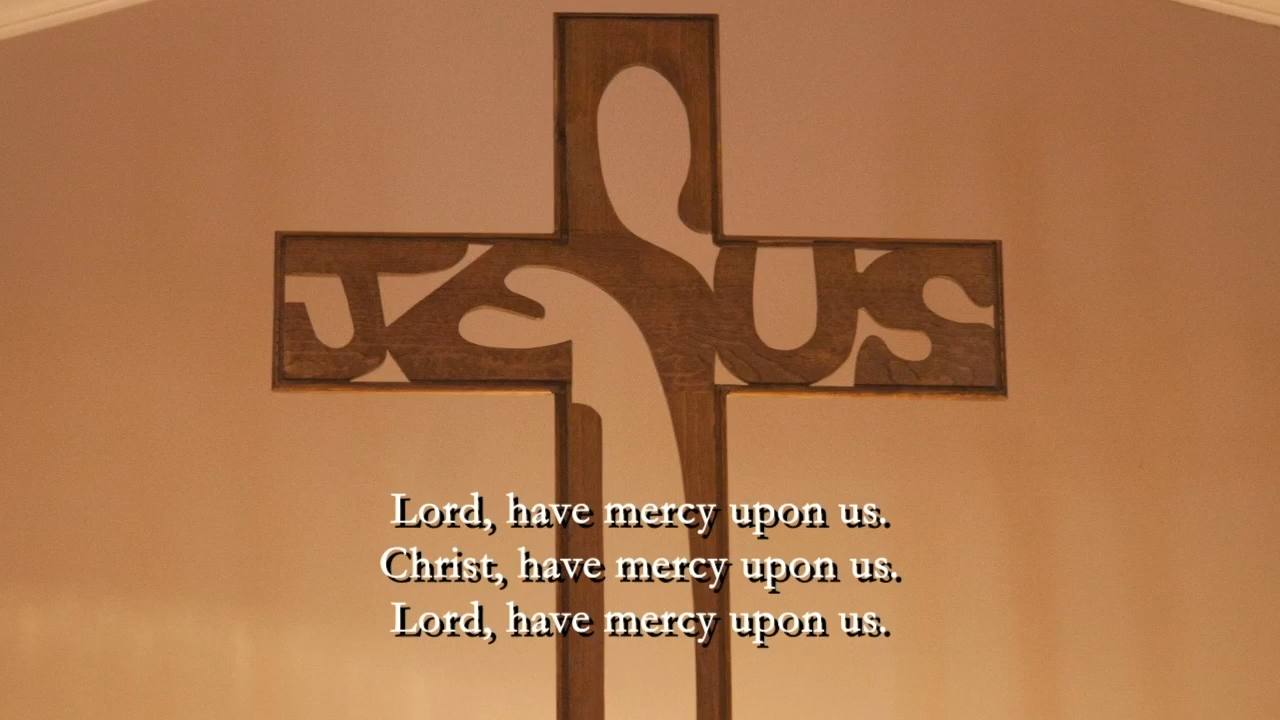 Jesus
Lord, have mercy upon us.
Christ, have mercy upon us.
Lord, have mercy upon us.